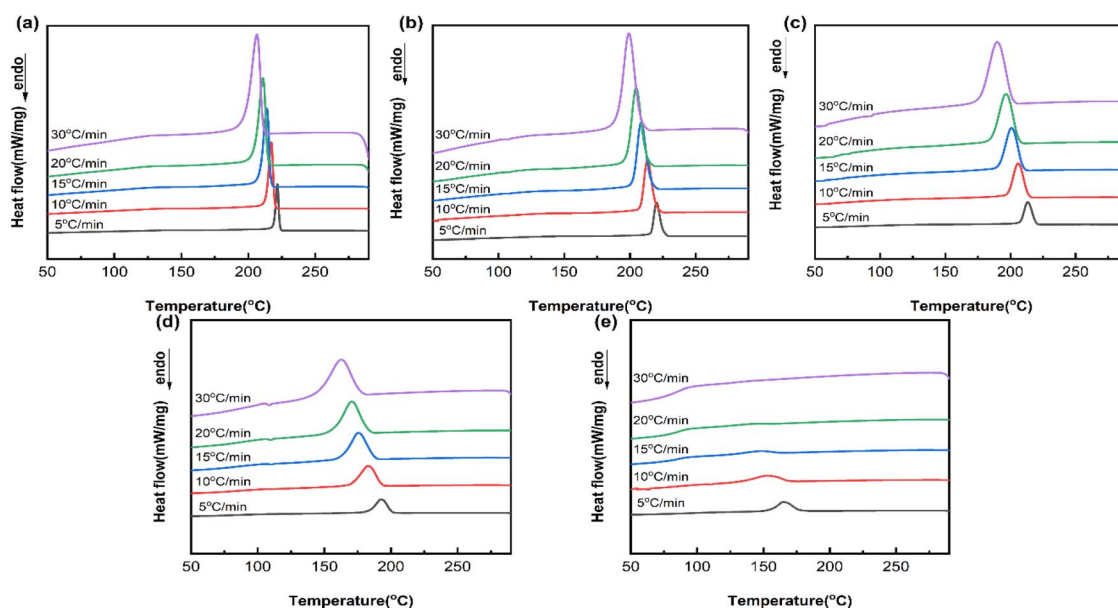 (a)
endo
Heat flow(mW/mg)
30°C/min
20°C/min
15°C/min
10°C/min
5°C/min
50 100 150 200 250
Temperature(°C)
(b)
endo
Heat flow(mW/mg)
30°C/min
20°C/min
15°C/min
10°C/min
5°C/min
50 100 150 200 250
Temperature(°C)
(c)
endo
Heat flow(mW/mg)
30°C/min
20°C/min
15°C/min
10°C/min
5°C/min
50 100 150 200 250
Temperature(°C)
(d)
endo
Heat flow(mW/mg)
30°C/min
20°C/min
15°C/min
10°C/min
5°C/min
50 100 150 200 250
Temperature(°C)
(e)
endo
Heat flow(mW/mg)
30°C/min
20°C/min
15°C/min
10°C/min
5°C/min
50 100 150 200 250
Temperature(°C)